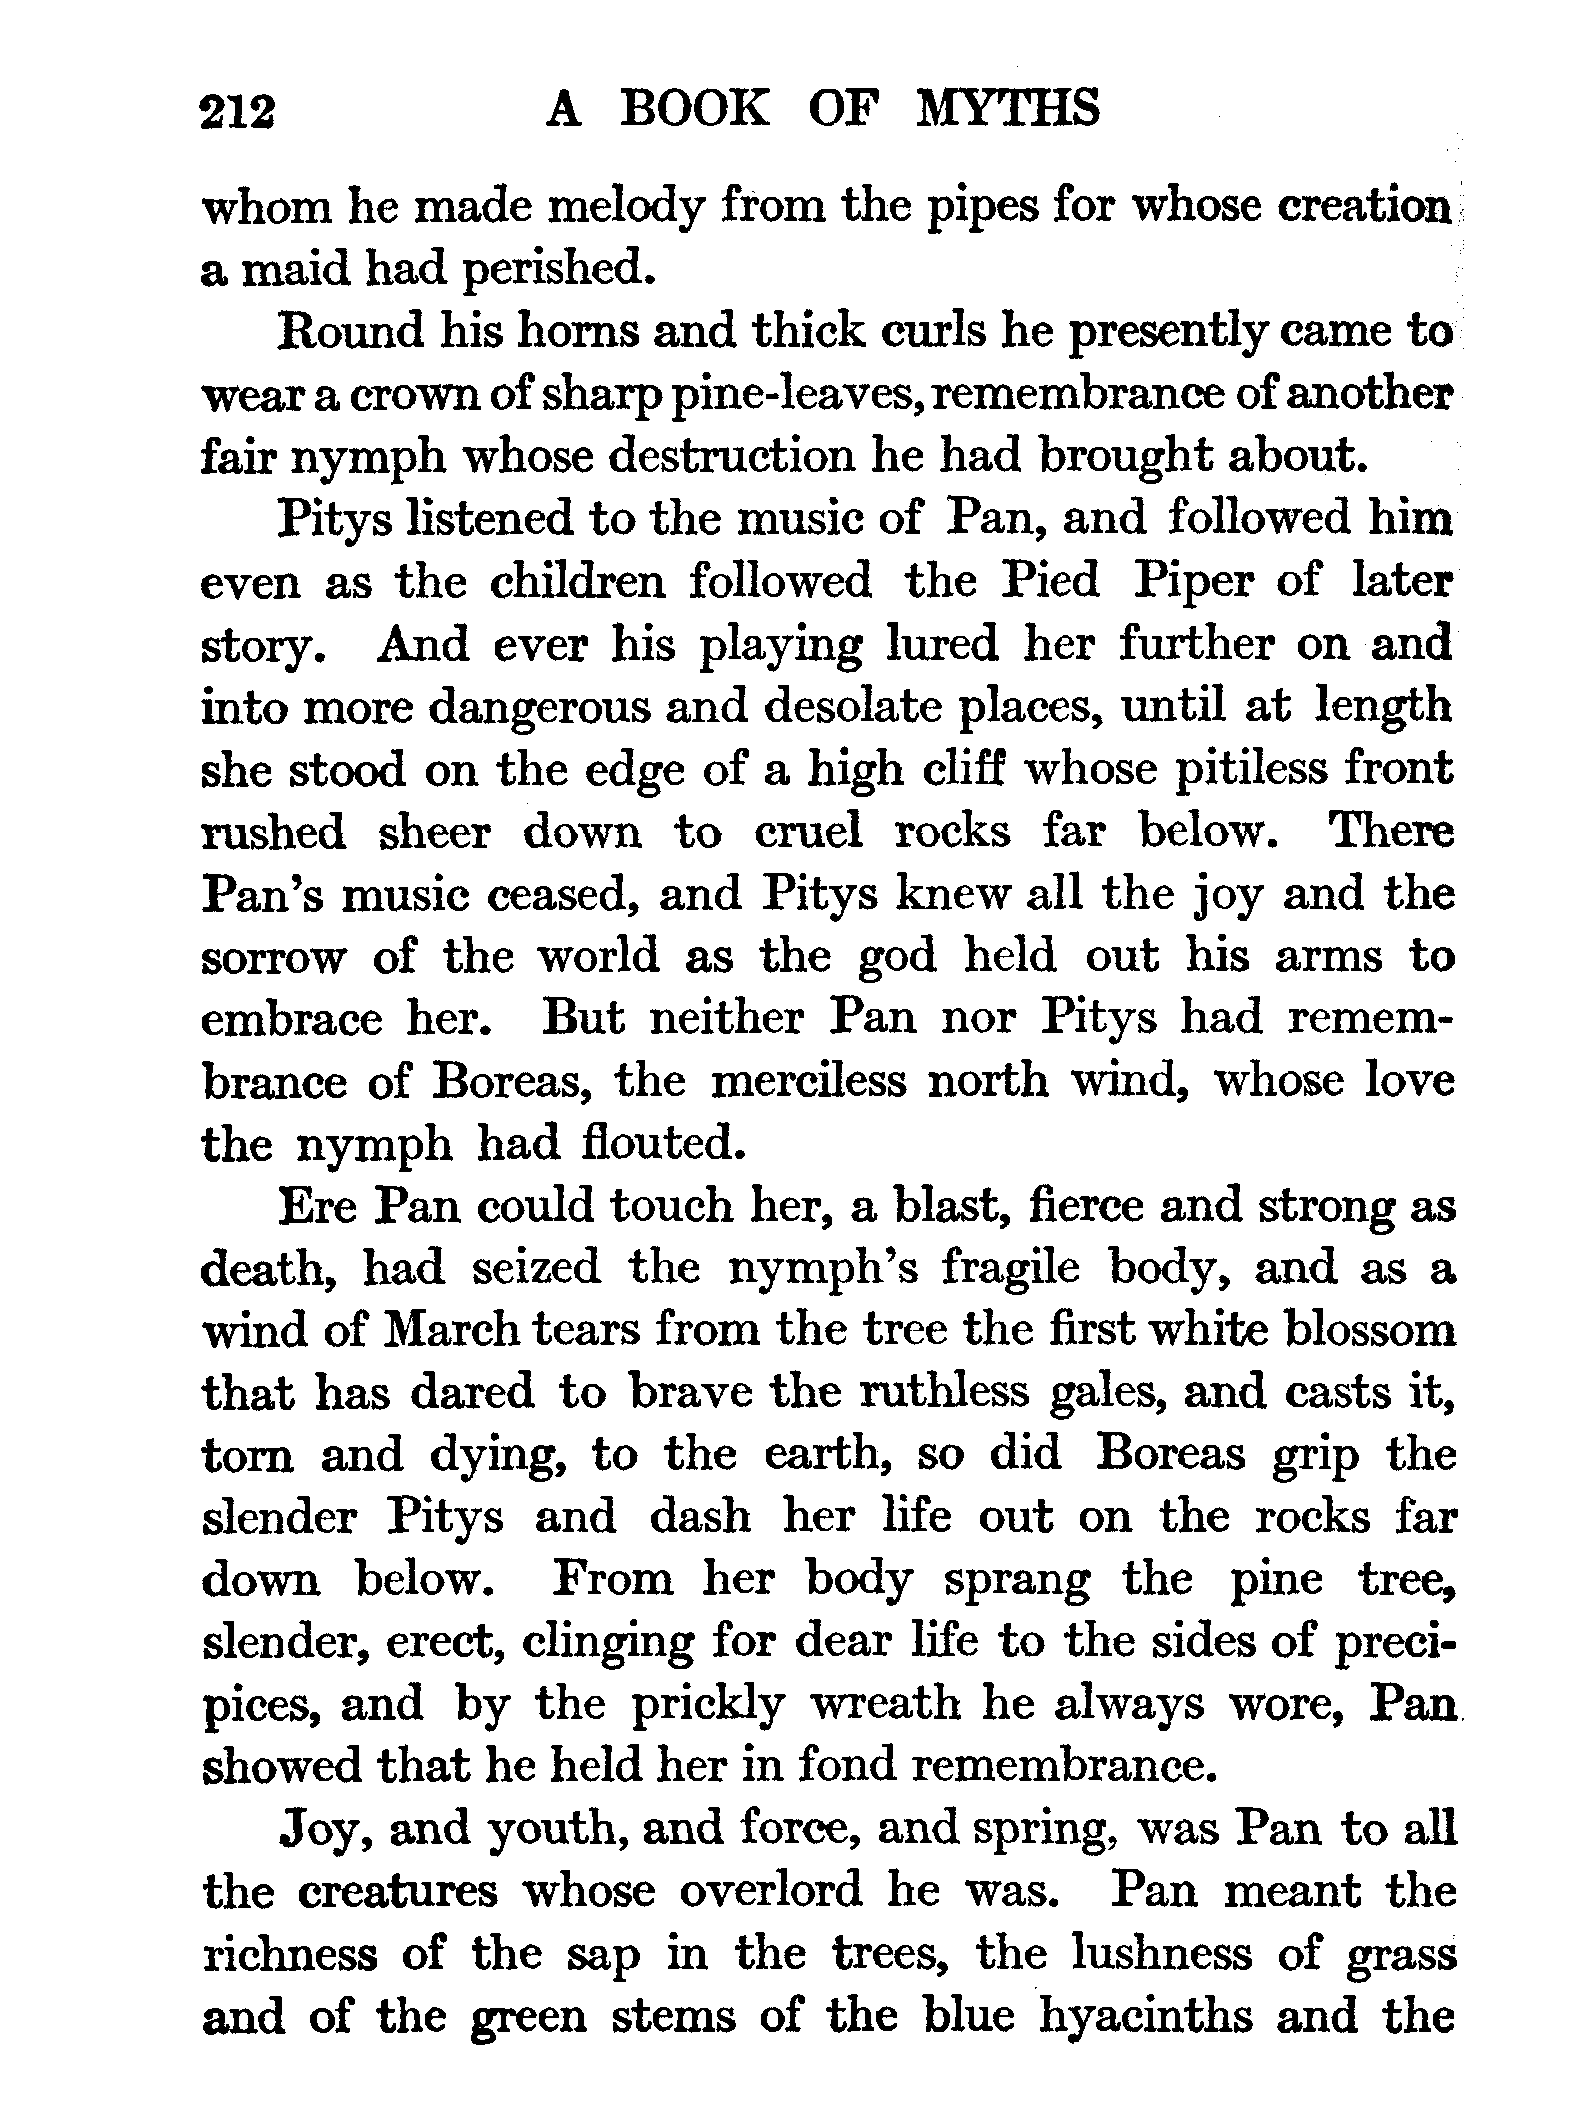 212 A BOOK OF MYTHS
whom he made melody from the pipes for whose creation
a maid had perished.
Round his horns and thick curls he presently came to
wear a crown of sharp pine-leaves, remembrance of another
fair nymph whose destruction he had brought about.
Pitys listened to the music of Pan, and followed him
even as the children followed the Pied Piper of later
story. And ever his playing lured her further on and
into more dangerous and desolate places, until at length
she stood on the edge of a high cliff whose pitiless front
rushed sheer down to cruel rocks far below. There
Pan's music ceased, and Pitys knew all the joy and the
sorrow of the world as the god held out his arms to
embrace her. But neither Pan nor Pitys had remem-
brance of Boreas, the merciless north wind, whose love
the nymph had flouted.
Ere Pan could touch her, a blast, fierce and strong as
death, had seized the nymph's fragile body, and as a
wind of March tears from the tree the first white blossom
that has dared to brave the ruthless gales, and casts it,
torn and dying, to the earth, so did Boreas grip the
slender Pitys and dash her life out on the rocks far
down below. From her body sprang the pine tree,
slender, erect, clinging for dear life to the sides of preci-
pices, and by the prickly wreath he always wore, Pan
showed that he held her in fond remembrance.
Joy, and youth, and force, and spring, was Pan to all
the creatures whose overlord he was. Pan meant the
richness of the sap in the trees, the lushness of grass
and of the green stems of the blue hyacinths and the